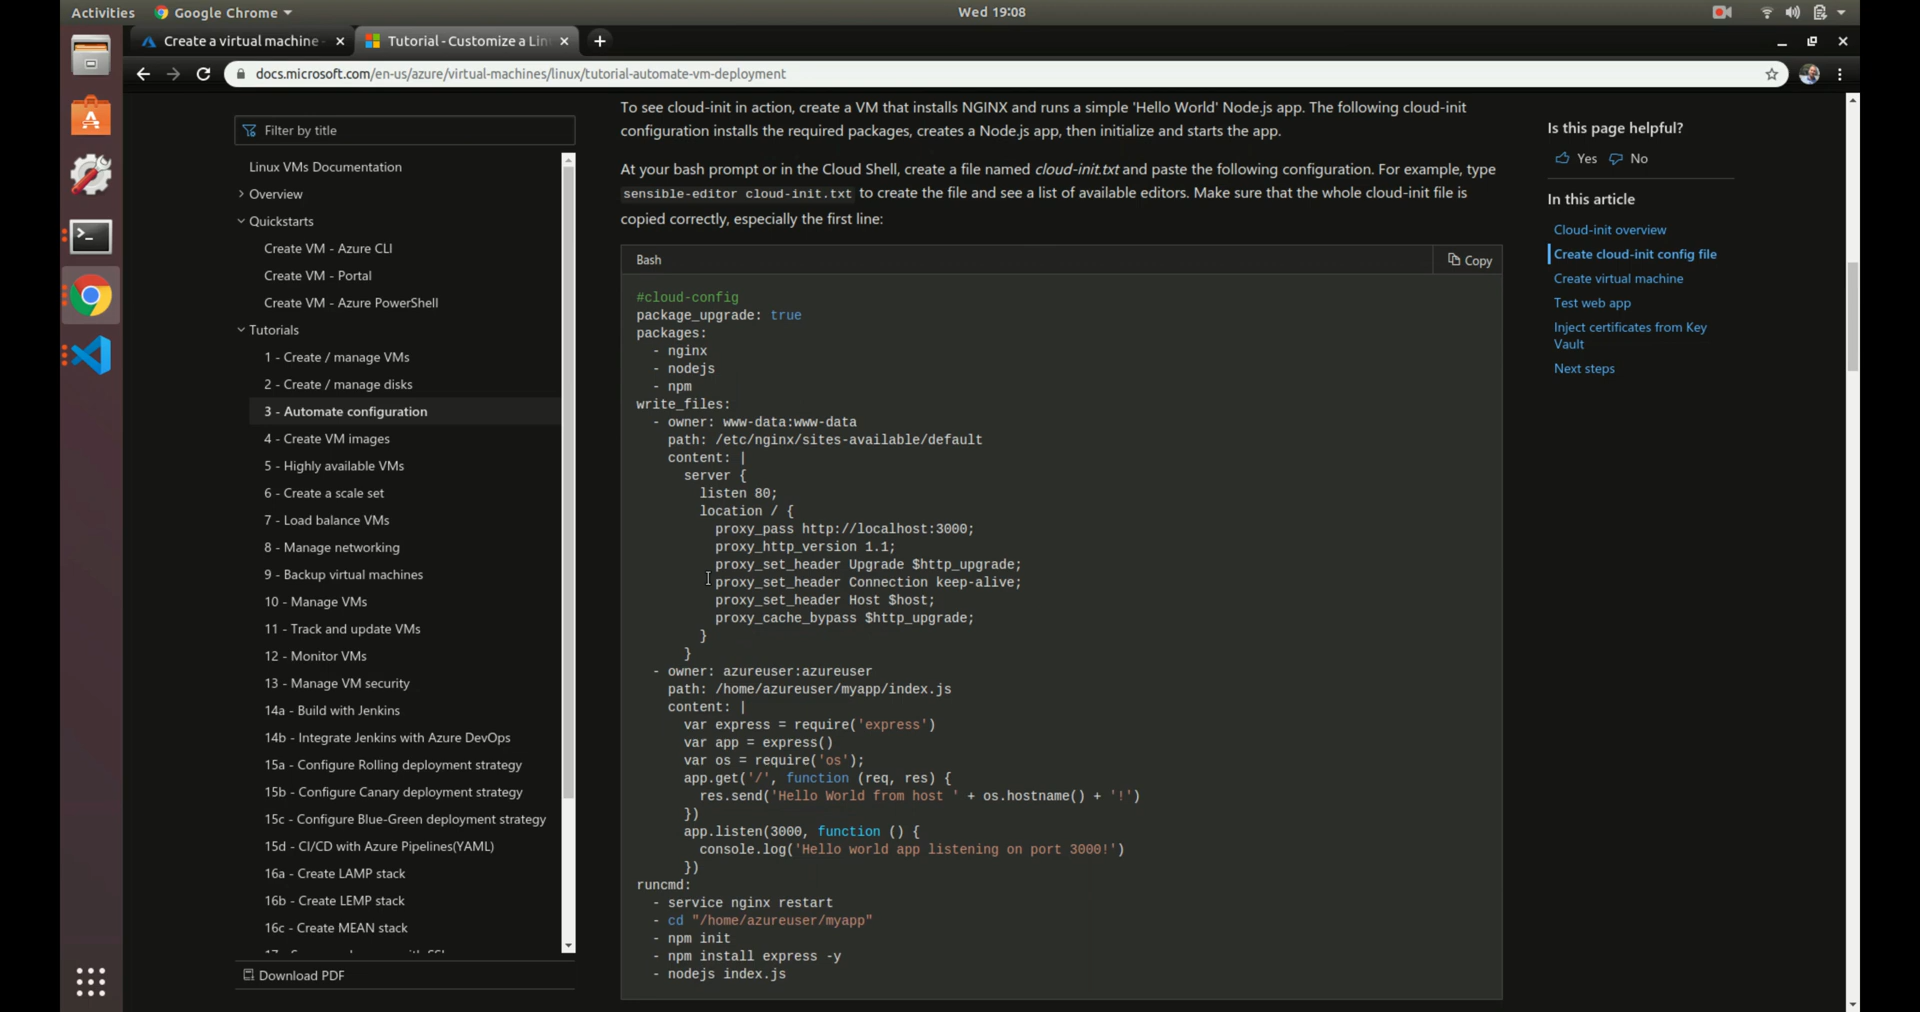 Activities
Google Chrome
Wed 19:08
Create a virtual machine
Tutorial - Customize a Lin
docs.microsoft.com/en-us/azure/virtual-machines/linux/tutorial-automate-vm-deployment
Filter by title
Linux VMs Documentation
Overview
Quickstarts
Create VM - Azure CLI
Create VM - Portal
Create VM - Azure PowerShell
Tutorials
1 - Create / manage VMs
2 - Create / manage disks
3 - Automate configuration
4 - Create VM images
5 - Highly available VMs
6 - Create a scale set
7 - Load balance VMs
8 - Manage networking
9 - Backup virtual machines
10 - Manage VMs
11 - Track and update VMs
12 - Monitor VMs
13 - Manage VM security
14a - Build with Jenkins
14b - Integrate Jenkins with Azure DevOps
15a - Configure Rolling deployment strategy
15b - Configure Canary deployment strategy
15c - Configure Blue-Green deployment strategy
15d - CI/CD with Azure Pipelines(YAML)
16a - Create LAMP stack
16b - Create LEMP stack
16c - Create MEAN stack
Download PDF
To see cloud-init in action, create a VM that installs NGINX and runs a simple 'Hello World' Node.js app. The following cloud-init
configuration installs the required packages, creates a Node.js app, then initialize and starts the app.
At your bash prompt or in the Cloud Shell, create a file named cloud-init.txt and paste the following configuration. For example, type
sensible-editor cloud-init.txt to create the file and see a list of available editors. Make sure that the whole cloud-init file is
copied correctly, especially the first line:
Bash
Copy
#cloud-config
package_upgrade: true
packages:
  - nginx
  - nodejs
  - npm
write_files:
  - owner: www-data:www-data
    path: /etc/nginx/sites-available/default
    content: |
      server {
        listen 80;
        location / {
          proxy_pass http://localhost:3000;
          proxy_http_version 1.1;
          proxy_set_header Upgrade $http_upgrade;
          proxy_set_header Connection keep-alive;
          proxy_set_header Host $host;
          proxy_cache_bypass $http_upgrade;
        }
      }
  - owner: azureuser:azureuser
    path: /home/azureuser/myapp/index.js
    content: |
      var express = require('express')
      var app = express()
      var os = require('os');
      app.get('/', function (req, res) {
        res.send('Hello World from host ' + os.hostname() + '!')
      })
      app.listen(3000, function () {
        console.log('Hello world app listening on port 3000!')
      })
runcmd:
  - service nginx restart
  - cd "/home/azureuser/myapp"
  - npm init
  - npm install express -y
  - nodejs index.js
Is this page helpful?
Yes
No
In this article
Cloud-init overview
Create cloud-init config file
Create virtual machine
Test web app
Inject certificates from Key
Vault
Next steps